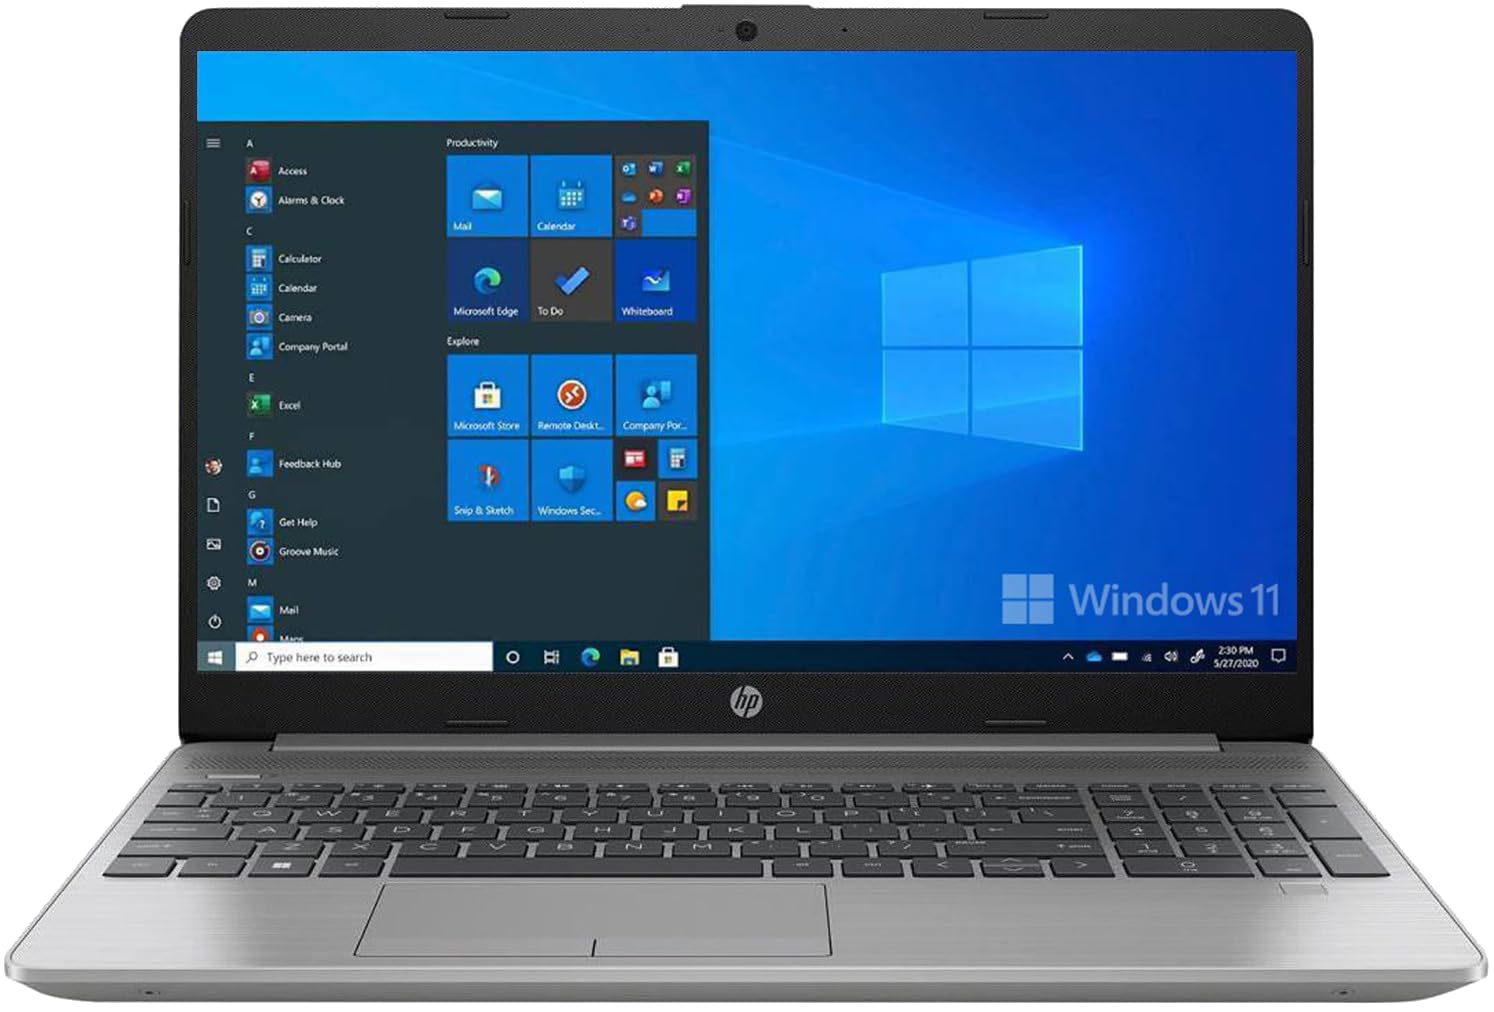 A
Access
Alarms & Clock
C
Calculator
Calendar
Camera
Company Portal
E
Excel
F
Feedback Hub
G
Get Help
Groove Music
M
Mail
Maps
Productivity
Mail
Calendar
Microsoft Edge
To Do
Whiteboard
Explore
Microsoft Store
Remote Deskt...
Company Por...
Snip & Sketch
Windows Sec...
Windows 11
Type here to search
2:30 PM
5/27/2020
hp
Q W E R T Y U I O P
A S D F G H J K L
Z X C V B N M